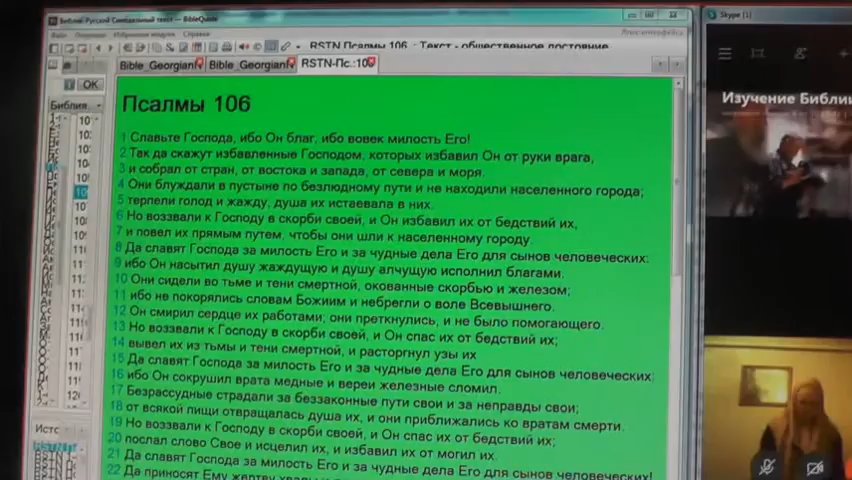 Библия: Русский Синодальный текст - BibleQuote
RSTN Псалмы 106 : Текст - общественное достояние
Bible_Georgian Bible_Georgian RSTN-Пс.:10
OK
Библия
Псалмы 106
1 Славьте Господа, ибо Он благ, ибо вовек милость Его!
2 Так да скажут избавленные Господом, которых избавил Он от руки врага,
3 и собрал от стран, от востока и запада, от севера и моря.
4 Они блуждали в пустыне по безлюдному пути и не находили населенного города;
5 терпели голод и жажду, душа их истаевала в них.
6 Но воззвали к Господу в скорби своей, и Он избавил их от бедствий их,
7 и повел их прямым путем, чтобы они шли к населенному городу.
8 Да славят Господа за милость Его и за чудные дела Его для сынов человеческих:
9 ибо Он насытил душу жаждущую и душу алчущую исполнил благами.
10 Они сидели во тьме и тени смертной, окованные скорбью и железом;
11 ибо не покорялись словам Божиим и небрегли о воле Всевышнего.
12 Он смирил сердце их работами; они преткнулись, и не было помогающего.
13 Но воззвали к Господу в скорби своей, и Он спас их от бедствий их;
14 вывел их из тьмы и тени смертной, и расторгнул узы их
15 Да славят Господа за милость Его и за чудные дела Его для сынов человеческих;
16 ибо Он сокрушил врата медные и вереи железные сломил.
17 Безрассудные страдали за беззаконные пути свои и за неправды свои;
18 от всякой пищи отвращалась душа их, и они приближались ко вратам смерти.
19 Но воззвали к Господу в скорби своей, и Он спас их от бедствий их;
20 послал слово Свое и исцелил их, и избавил их от могил их.
21 Да славят Господа за милость Его и за чудные дела Его для сынов человеческих!
22 Да приносят Ему жертву хвалы
Skype [1]
Изучение Библии